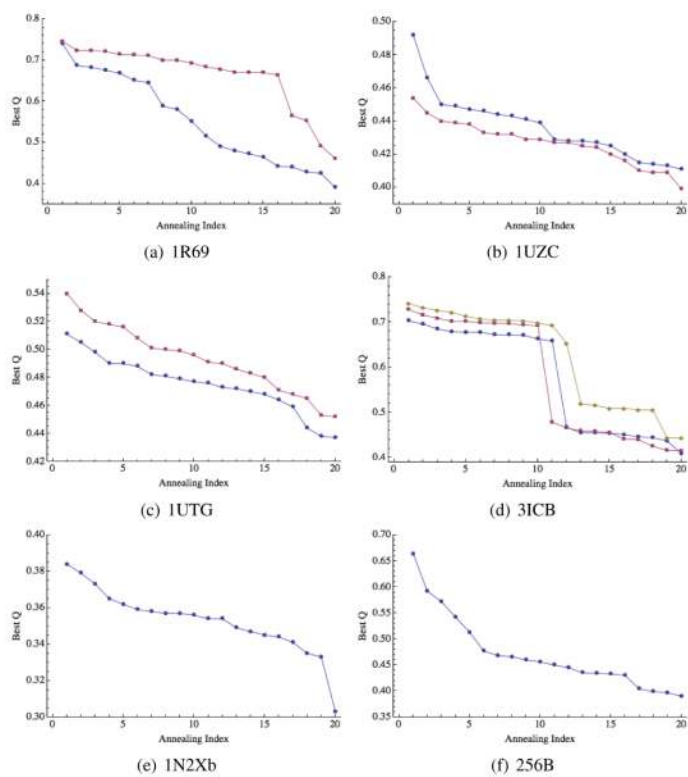 0.8
0.7
0.6
0.5
0.4
Best Q
0 5 10 15 20
Annealing Index
(a) 1R69
0.50
0.48
0.46
0.44
0.42
0.40
Best Q
0 5 10 15 20
Annealing Index
(b) 1UZC
0.54
0.52
0.50
0.48
0.46
0.44
0.42
Best Q
0 5 10 15 20
Annealing Index
(c) 1UTG
0.8
0.7
0.6
0.5
0.4
Best Q
0 5 10 15 20
Annealing Index
(d) 3ICB
0.40
0.38
0.36
0.34
0.32
0.30
Best Q
0 5 10 15 20
Annealing Index
(e) 1N2Xb
0.70
0.65
0.60
0.55
0.50
0.45
0.40
0.35
Best Q
0 5 10 15 20
Annealing Index
(f) 256B